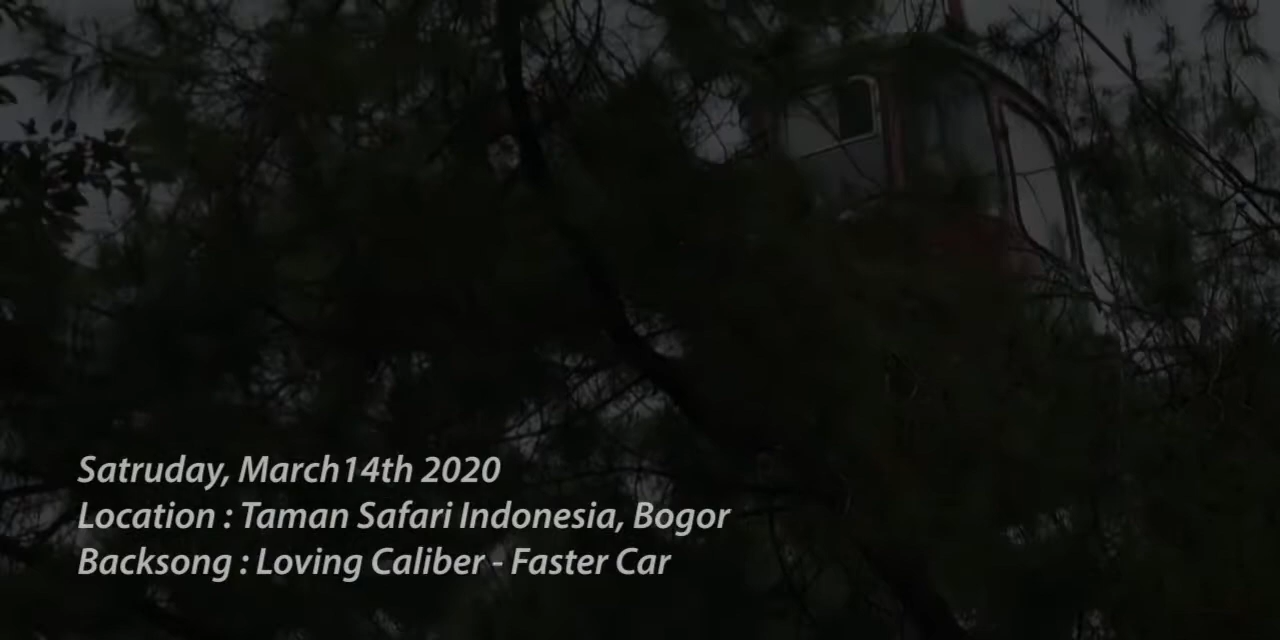 Satruday, March14th 2020
Location : Taman Safari Indonesia, Bogor
Backsong : Loving Caliber - Faster Car